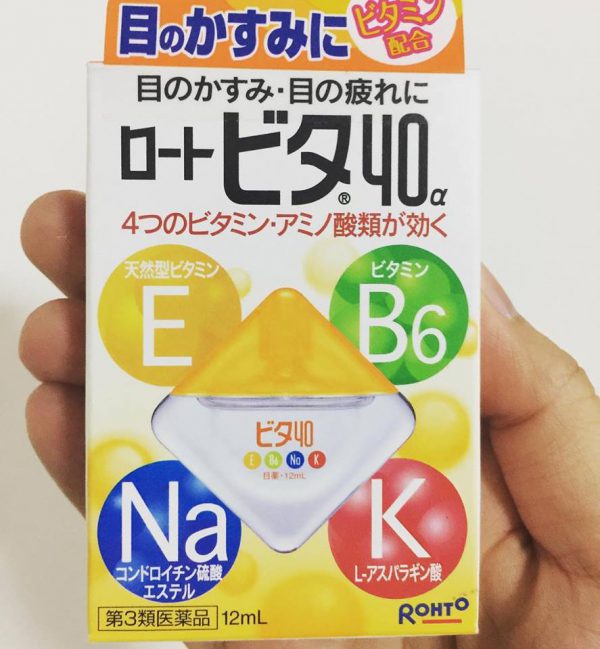 目のかすみに
ビタミン
配合
目のかすみ・目の疲れに
ロートビタ®40α
4つのビタミン・アミノ酸類が効く
天然型ビタミン
E
ビタミン
B6
ビタ40
E B6 Na K
目薬・12mL
Na
コンドロイチン硫酸
エステル
K
L-アスパラギン酸
第3類医薬品 12mL
ROHTO